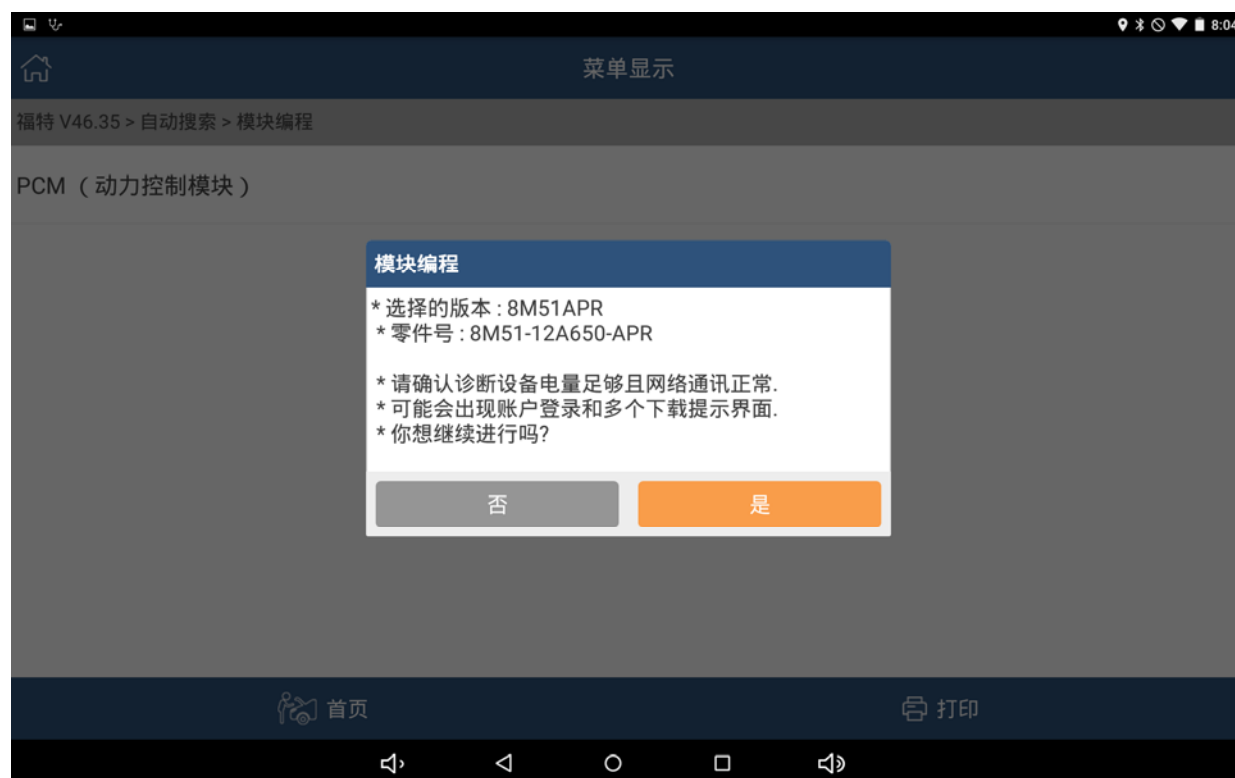 8:04
菜单显示
福特 V46.35 > 自动搜索 > 模块编程
PCM （动力控制模块）
模块编程
* 选择的版本 : 8M51APR
* 零件号 : 8M51-12A650-APR
* 请确认诊断设备电量足够且网络通讯正常.
* 可能会出现账户登录和多个下载提示界面.
* 你想继续进行吗?
否
是
首页
打印